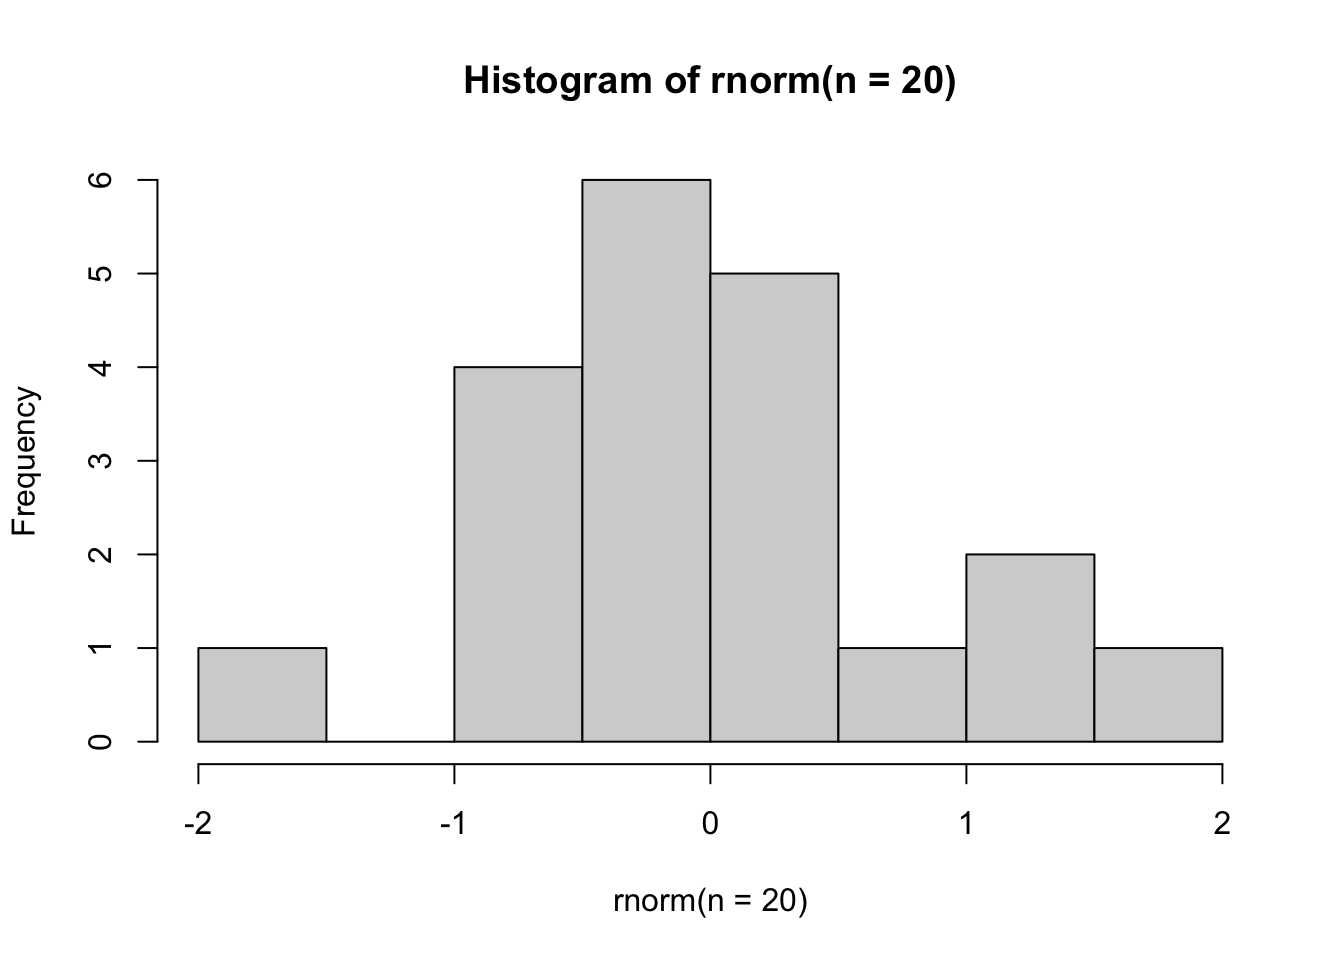 Histogram of rnorm(n = 20)
6
5
4
3
2
1
0
Frequency
-2 -1 0 1 2
rnorm(n = 20)